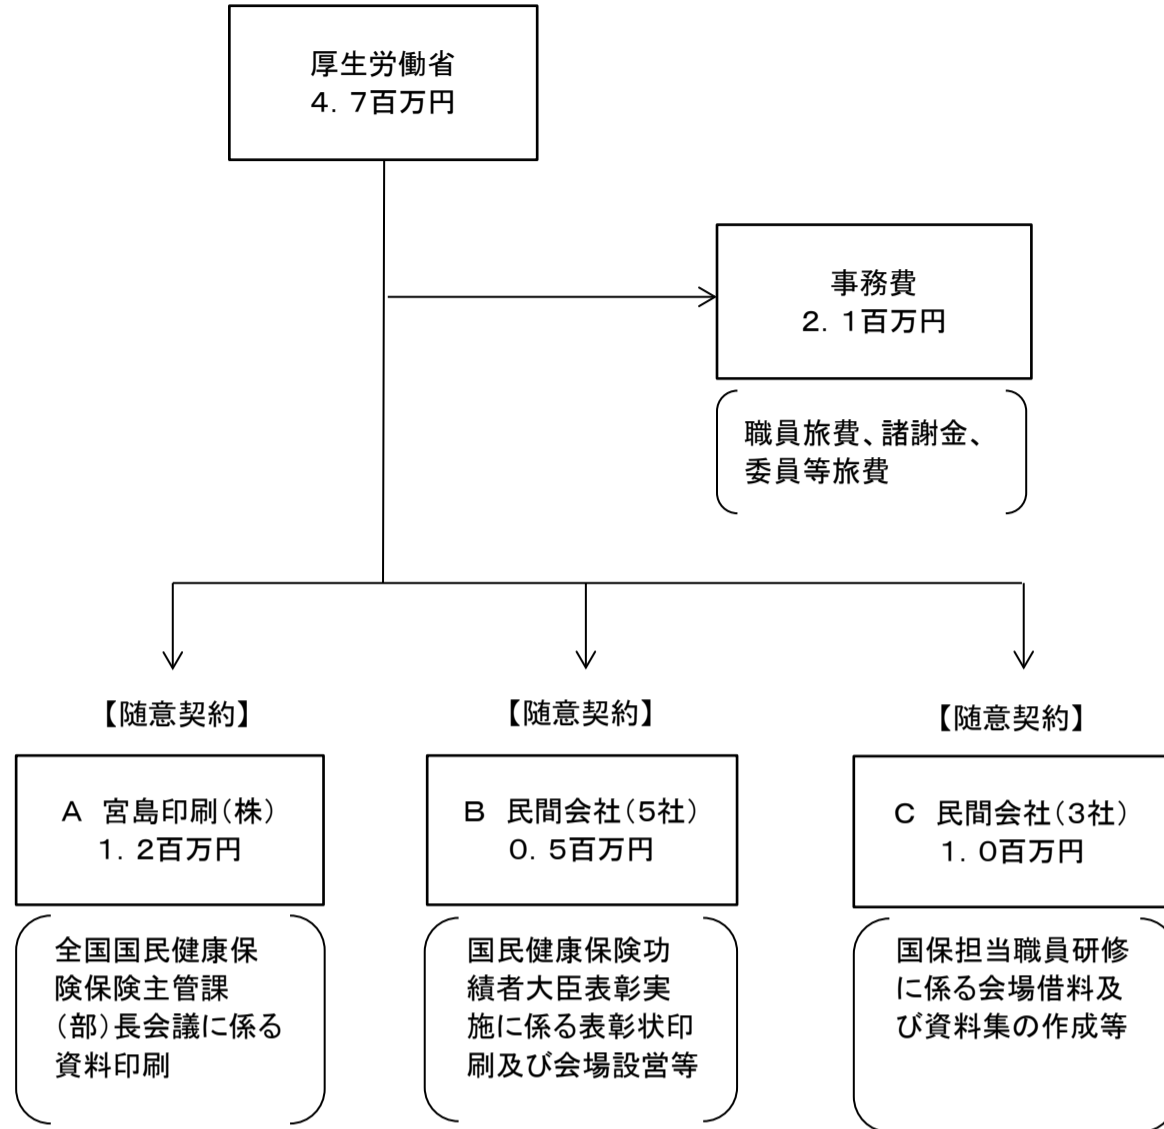 厚生労働省
４．７百万円
事務費
２．１百万円
職員旅費、諸謝金、
委員等旅費
【随意契約】
Ａ　宮島印刷（株）
１．２百万円
全国国民健康保
険保険主管課
（部）長会議に係る
資料印刷
【随意契約】
Ｂ　民間会社（５社）
０．５百万円
国民健康保険功
績者大臣表彰実
施に係る表彰状印
刷及び会場設営等
【随意契約】
Ｃ　民間会社（３社）
１．０百万円
国保担当職員研修
に係る会場借料及
び資料集の作成等